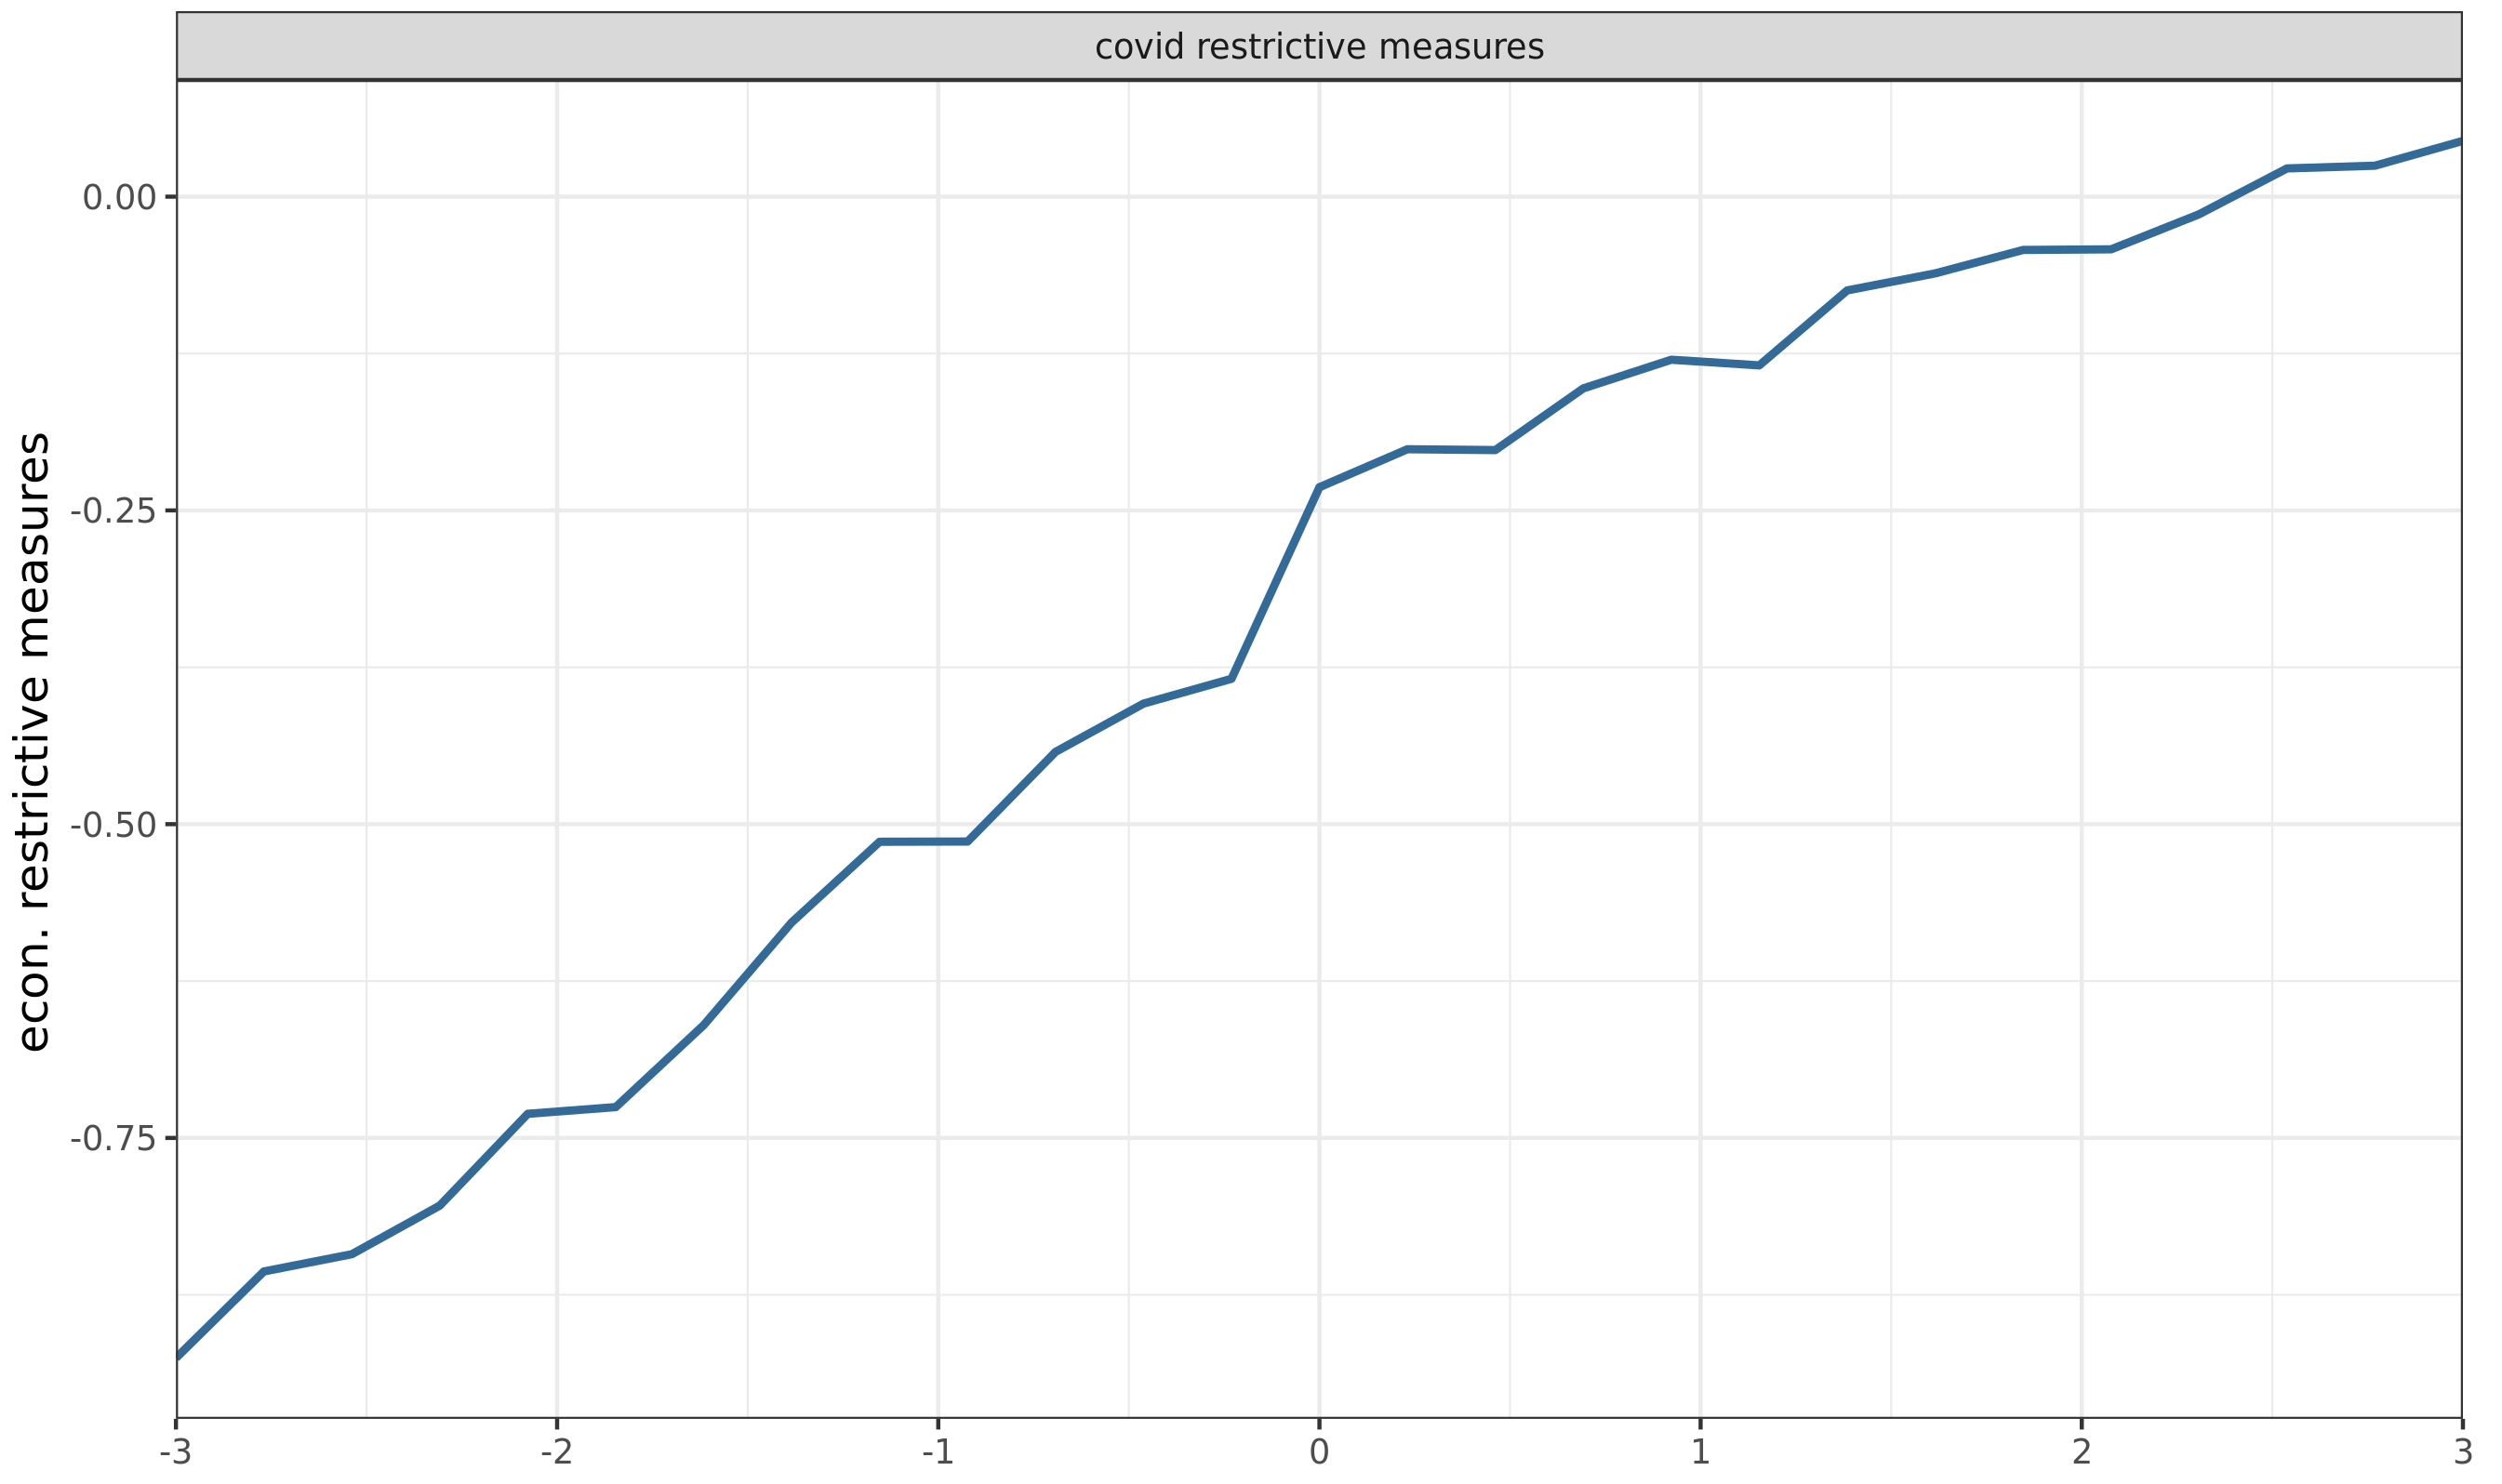 covid restrictive measures
econ. restrictive measures
0.00
-0.25
-0.50
-0.75
-3 -2 -1 0 1 2 3